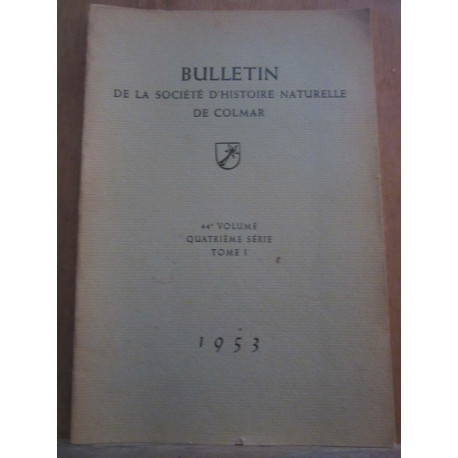 BULLETIN
DE LA SOCIÉTÉ D'HISTOIRE NATURELLE
DE COLMAR
44e VOLUME
QUATRIÈME SÉRIE
TOME I
1953